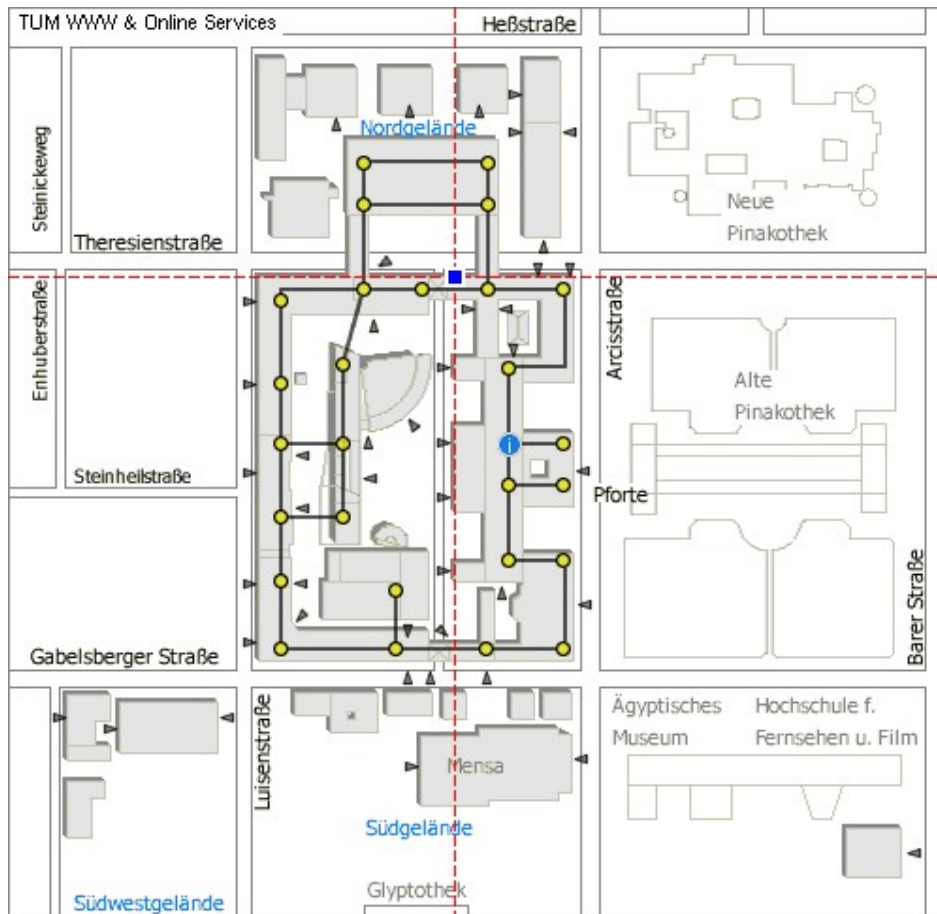 TUM WWW & Online Services
Heßstraße
Steinickeweg
Nordgelände
Theresienstraße
Neue
Pinakothek
Enhuberstraße
Arcisstraße
Alte
Pinakothek
i
Steinheilstraße
Pforte
Barer Straße
Gabelsberger Straße
Luisenstraße
Ägyptisches
Museum
Hochschule f.
Fernsehen u. Film
Mensa
Südgelände
Glyptothek
Südwestgelände